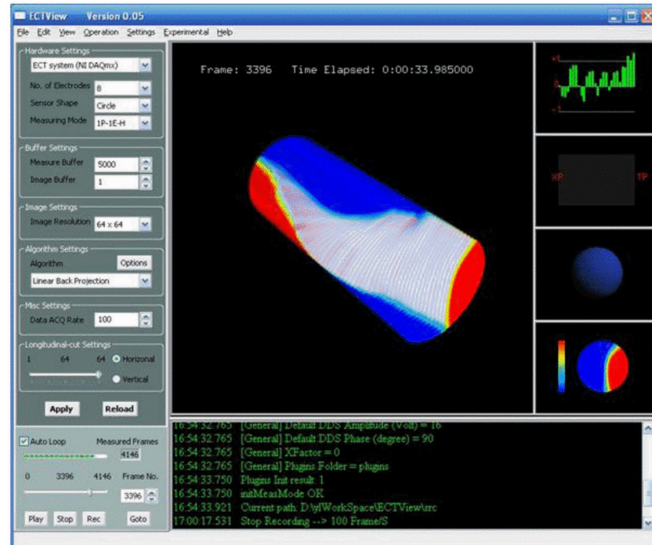 ECTView Version 0.05
File Edit View Operation Settings Experimental Help
Hardware Settings
ECT system (NI DAQmx)
No. of Electrodes 8
Sensor Shape Circle
Measuring Mode 1P-1E-H
Buffer Settings
Measure Buffer 5000
Image Buffer 1
Image Settings
Image Resolution 64 x 64
Algorithm Settings
Algorithm Options
Linear Back Projection
Misc Settings
Data ACQ Rate 100
Longitudinal-cut Settings
1 64 64 Horizonal
Vertical
Apply Reload
Auto Loop Measured Frames
4146
0 3396 4146 Frame No.
3396
Play Stop Rec Goto
Frame: 3396 Time Elapsed: 0:00:33.985000
+1
0
-1
XP TP
16:54:32.765 [General] Default DDS Amplitude (Volt) = 16
16:54:32.765 [General] Default DDS Phase (degree) = 90
16:54:32.765 [General] XFactor = 0
16:54:32.765 [General] Plugins Folder = plugins
16:54:33.750 Plugins Init result: 1
16:54:33.750 initMeasMode OK
16:54:33.921 Current path: D:\ylWorkSpace\ECTView\src
17:00:17.531 Stop Recording --> 100 Frame/S